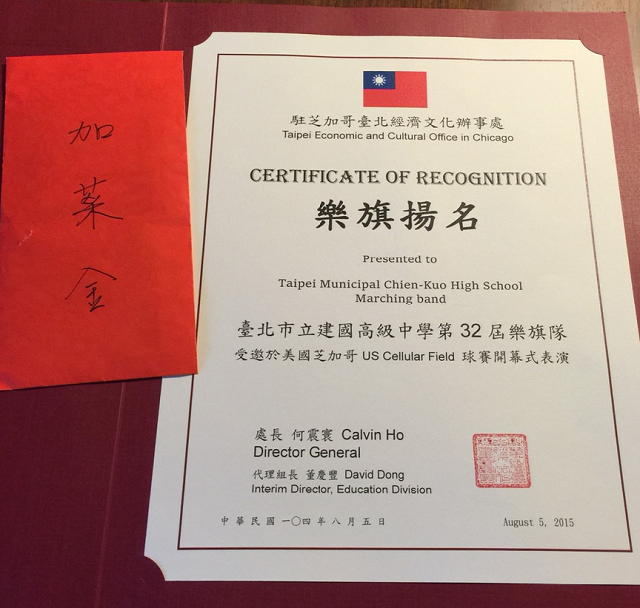 加
菜
金
駐芝加哥臺北經濟文化辦事處
Taipei Economic and Cultural Office in Chicago
CERTIFICATE OF RECOGNITION
樂旗揚名
Presented to
Taipei Municipal Chien-Kuo High School
Marching band
臺北市立建國高級中學第 32 屆樂旗隊
受邀於美國芝加哥 US Cellular Field 球賽開幕式表演
處長 何震寰 Calvin Ho
Director General
代理組長 董慶豐 David Dong
Interim Director, Education Division
中華民國一〇四年八月五日
August 5, 2015